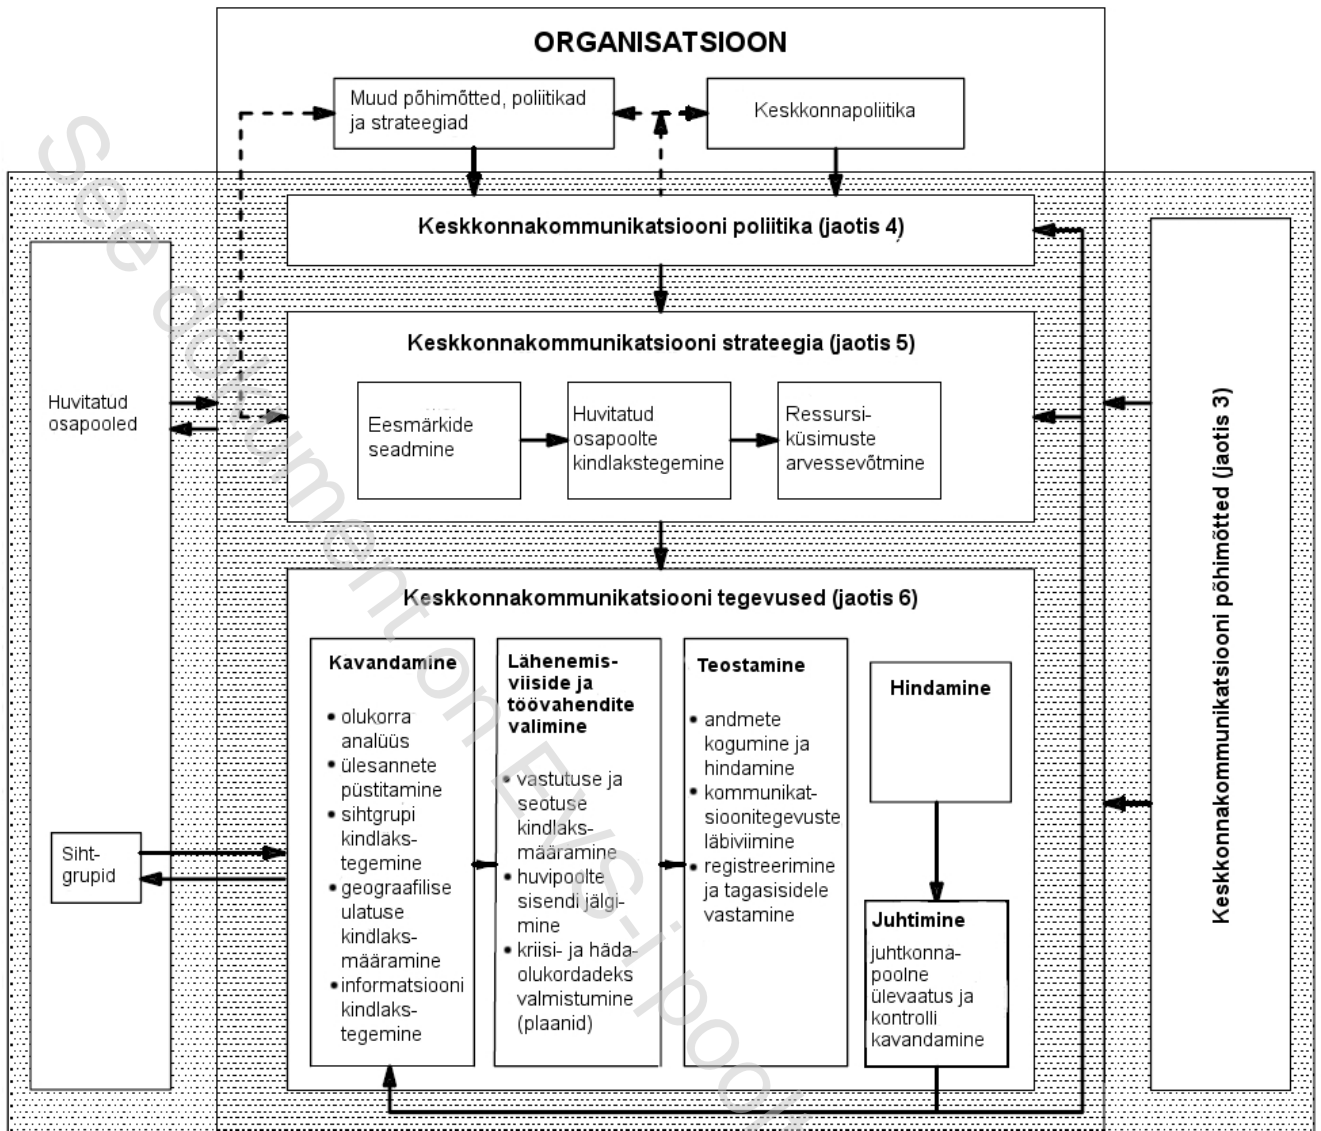 ORGANISATSIOON
Muud põhimõtted, poliitikad
ja strateegiad
Keskkonnapoliitika
Keskkonnakommunikatsiooni poliitika (jaotis 4)
Keskkonnakommunikatsiooni strateegia (jaotis 5)
Eesmärkide
seadmine
Huvitatud
osapoolte
kindlakstegemine
Ressursi-
küsimuste
arvessevõtmine
Huvitatud
osapooled
Siht-
grupid
Keskkonnakommunikatsiooni tegevused (jaotis 6)
Kavandamine
• olukorra
analüüs
• ülesannete
püstitamine
• sihtgrupi
kindlaks-
tegemine
• geograafilise
ulatuse
kindlaks-
määramine
• informatsiooni
kindlaks-
tegemine
Lähenemis-
viiside ja
töövahendite
valimine
• vastutuse ja
seotuse
kindlaks-
määramine
• huvipoolte
sisendi jälgi-
mine
• kriisi- ja häda-
olukordadeks
valmistumine
(plaanid)
Teostamine
• andmete
kogumine ja
hindamine
• kommunikat-
sioonitegevuste
läbiviimine
• registreerimine
ja tagasisidele
vastamine
Hindamine
Juhtimine
juhtkonna-
poolne
ülevaatus ja
kontrolli
kavandamine
Keskkonnakommunikatsiooni põhimõtted (jaotis 3)
See dokument on EVS-i poolt